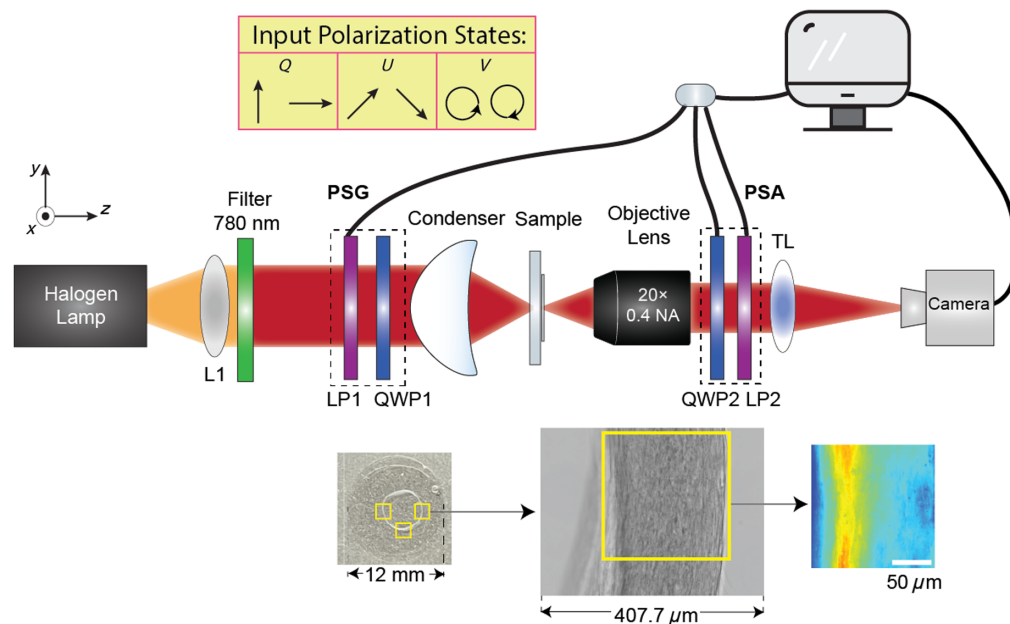 Input Polarization States:
Q
U
V
y
x
z
Filter
780 nm
PSG
Condenser
Sample
Objective
Lens
PSA
TL
Halogen
Lamp
20×
0.4 NA
Camera
L1
LP1
QWP1
QWP2
LP2
12 mm
407.7 µm
50 µm